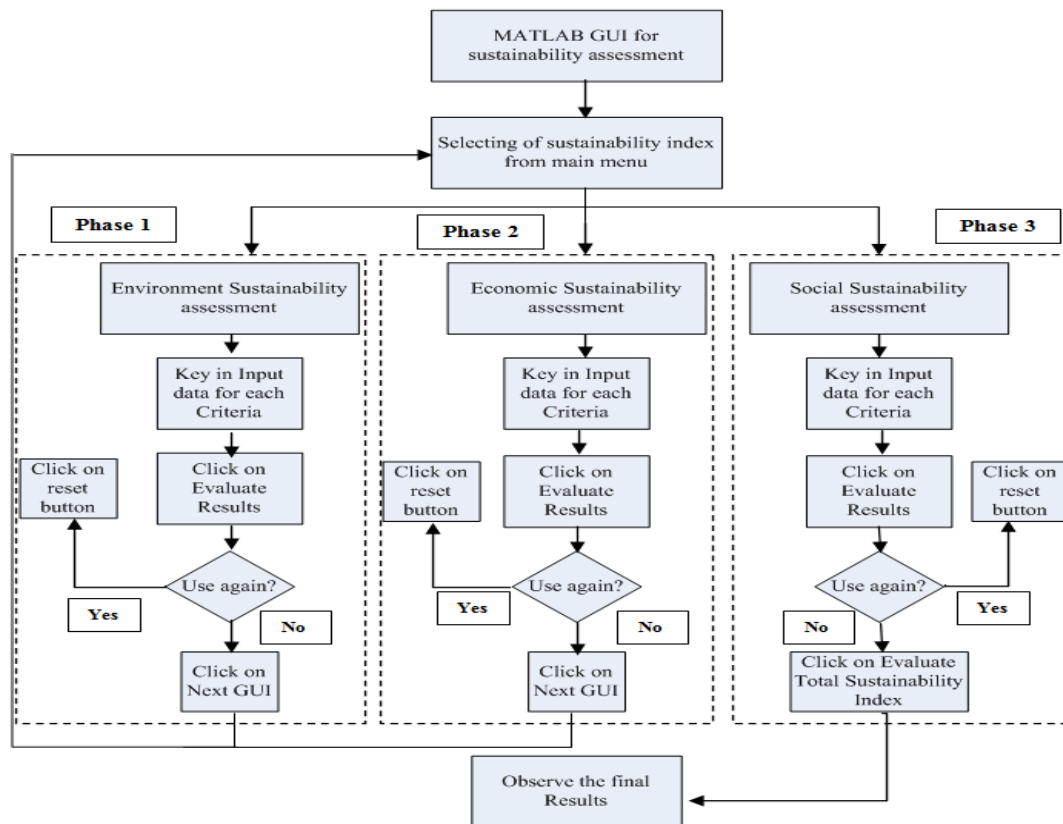 MATLAB GUI for
sustainability assessment
Selecting of sustainability index
from main menu
Phase 1
Phase 2
Phase 3
Environment Sustainability
assessment
Key in Input
data for each
Criteria
Click on
Evaluate
Results
Click on
reset
button
Use again?
Yes
No
Click on
Next GUI
Economic Sustainability
assessment
Key in Input
data for each
Criteria
Click on
Evaluate
Results
Click on
reset
button
Use again?
Yes
No
Click on
Next GUI
Social Sustainability
assessment
Key in Input
data for each
Criteria
Click on
Evaluate
Results
Click on
reset
button
Use again?
Yes
No
Click on Evaluate
Total Sustainability
Index
Observe the final
Results